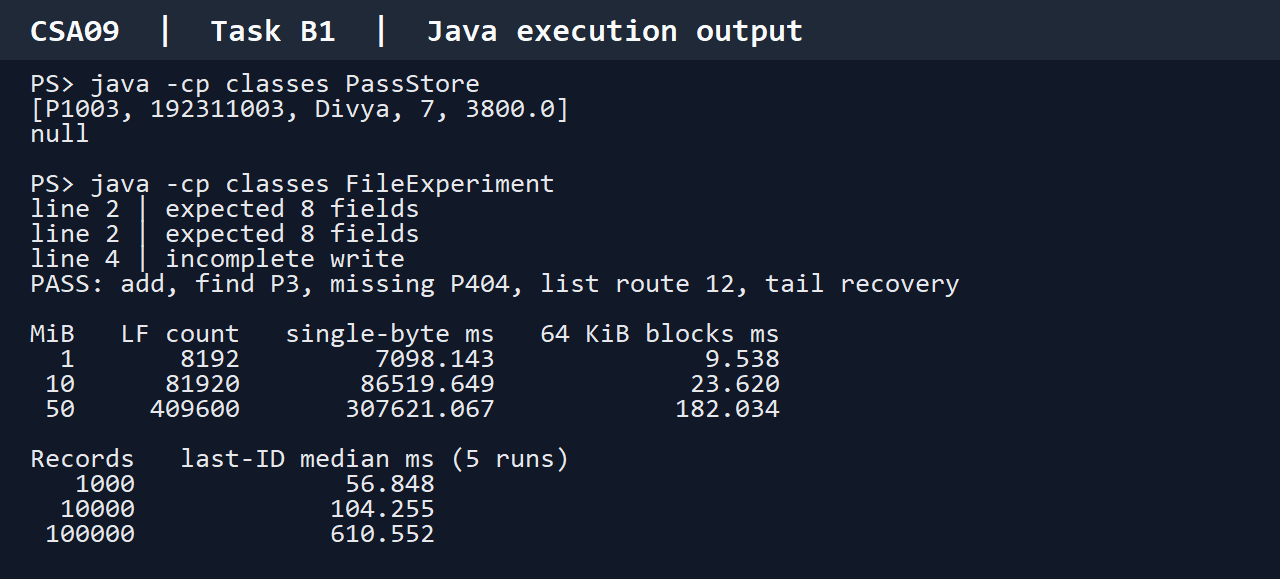 CSA09 | Task B1 | Java execution output
PS> java -cp classes PassStore
[P1003, 192311003, Divya, 7, 3800.0]
null
PS> java -cp classes FileExperiment
line 2 | expected 8 fields
line 2 | expected 8 fields
line 4 | incomplete write
PASS: add, find P3, missing P404, list route 12, tail recovery
MiB LF count single-byte ms 64 KiB blocks ms
1 8192 7098.143 9.538
10 81920 86519.649 23.620
50 409600 307621.067 182.034
Records last-ID median ms (5 runs)
1000 56.848
10000 104.255
100000 610.552